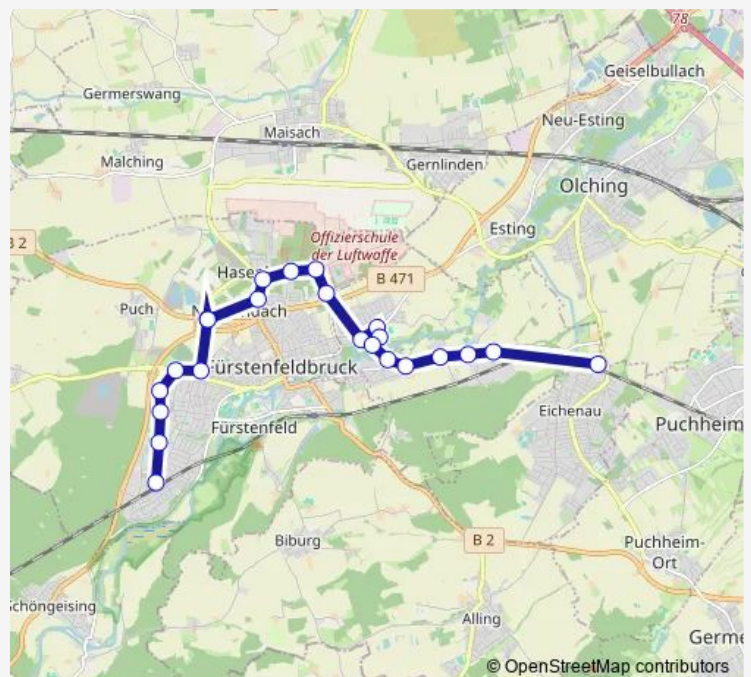 78
Geiselbullach
Germerswang
Neu-Esting
Maisach
Malching
Gernlinden
Olching
Esting
Offizierschule
der Luftwaffe
B 2
Hase
B 471
Puch
N
ndach
Fürstenfeldbruck
Eichenau
Fürstenfeld
Puchheim
B 2
Biburg
Puchheim-
Ort
Schöngeising
Alling
Germe
© OpenStreetMap contributors